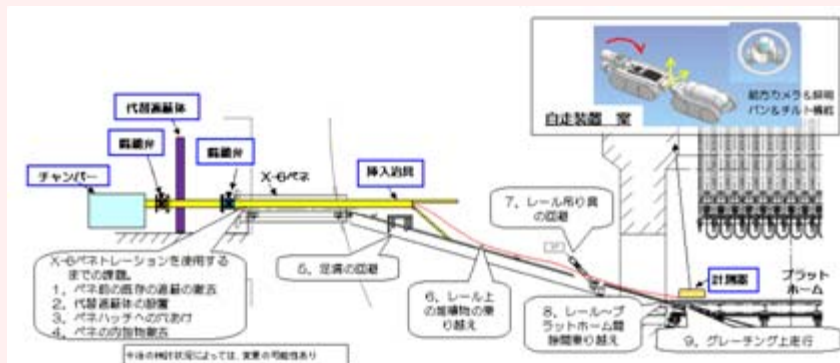 前方カメラ&照明
パン&チルト機能
自走装置
代替遮蔽体
隔離弁
隔離弁
チャンバー
X-6ペネ
挿入治具
7、レール吊り具
の回避
X-6ペネトレーションを使用する
までの課題。
1、ペネ前の既存の遮蔽の撤去
2、代替遮蔽体の設置
3、ペネハッチへの穴あけ
4、ペネの内部物撤去
5、足場の回避
6、レール上
の堆積物の乗
り越え
計測器
プラット
ホーム
8、レール~プ
ラットホーム間
隙間乗り越え
9、グレーチング上走行
今後の検討状況によっては、変更の可能性あり